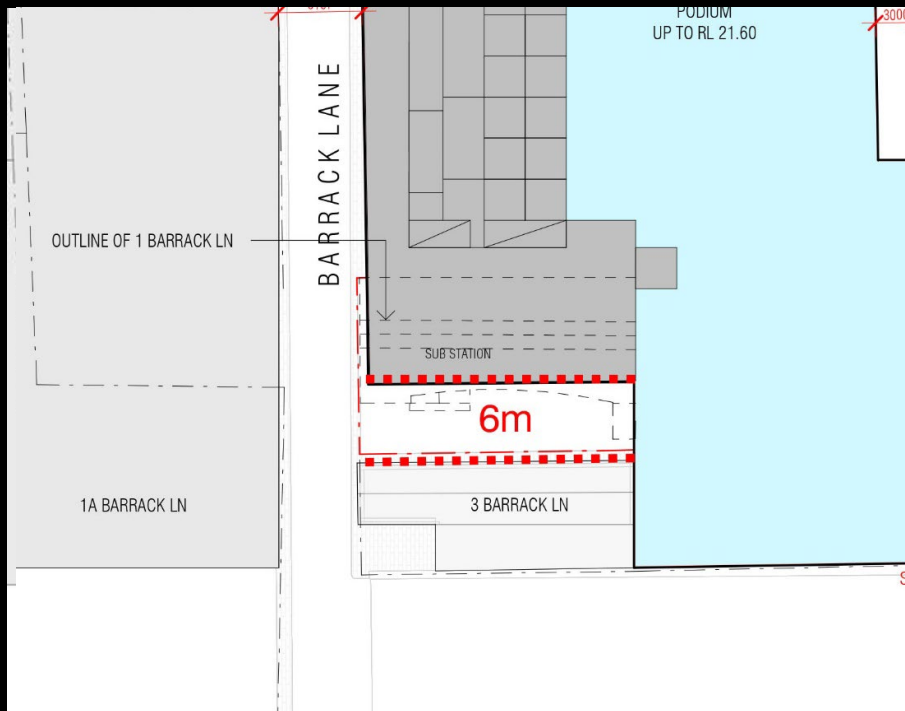 PODIUM
UP TO RL 21.60
3000
BARRACK LANE
OUTLINE OF 1 BARRACK LN
SUB STATION
6m
1A BARRACK LN
3 BARRACK LN